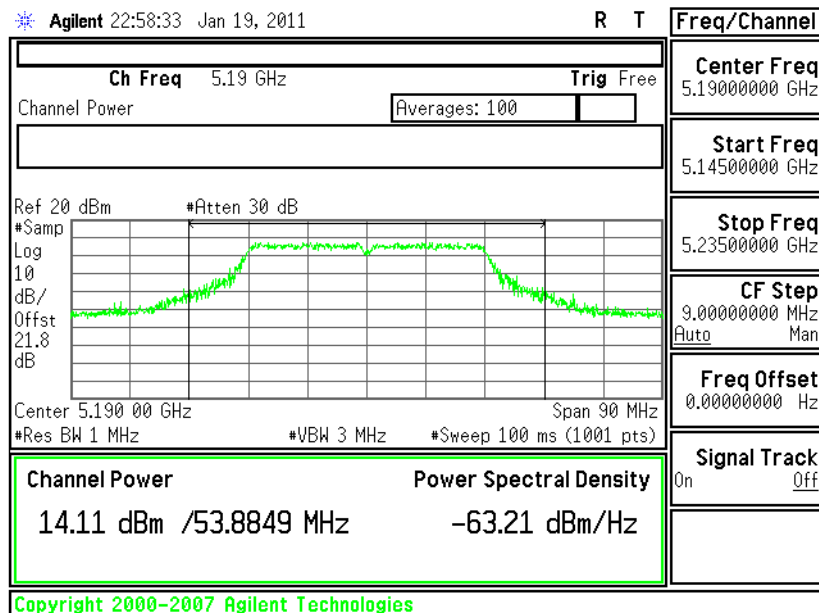 Agilent 22:58:33 Jan 19, 2011 R T
Ch Freq 5.19 GHz Trig Free
Channel Power Averages: 100
Ref 20 dBm #Atten 30 dB
#Samp
Log
10
dB/
Offst
21.8
dB
Center 5.190 00 GHz Span 90 MHz
#Res BW 1 MHz #VBW 3 MHz #Sweep 100 ms (1001 pts)
Channel Power Power Spectral Density
14.11 dBm /53.8849 MHz -63.21 dBm/Hz
Copyright 2000-2007 Agilent Technologies
Freq/Channel
Center Freq
5.19000000 GHz
Start Freq
5.14500000 GHz
Stop Freq
5.23500000 GHz
CF Step
9.00000000 MHz
Auto Man
Freq Offset
0.00000000 Hz
Signal Track
On Off